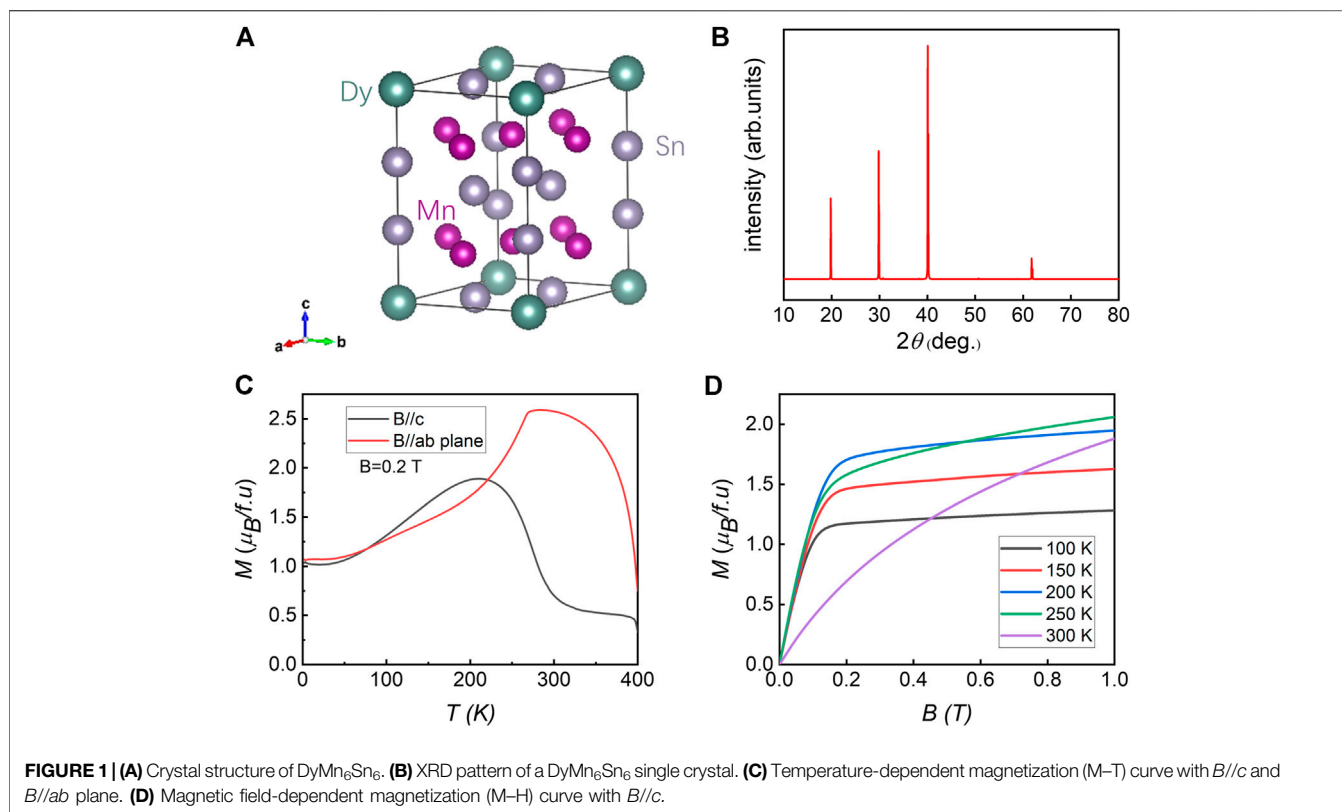 A
Dy
Sn
Mn
c
a
b
B
intensity (arb.units)
10 20 30 40 50 60 70 80
2θ (deg.)
C
M (μB/f.u)
2.5
2.0
1.5
1.0
0.5
0.0
B//c
B//ab plane
B=0.2 T
0 100 200 300 400
T (K)
D
M (μB/f.u)
2.0
1.5
1.0
0.5
0.0
100 K
150 K
200 K
250 K
300 K
0.0 0.2 0.4 0.6 0.8 1.0
B (T)
FIGURE 1 | (A) Crystal structure of DyMn₆Sn₆. (B) XRD pattern of a DyMn₆Sn₆ single crystal. (C) Temperature-dependent magnetization (M–T) curve with B//c and
B//ab plane. (D) Magnetic field-dependent magnetization (M–H) curve with B//c.